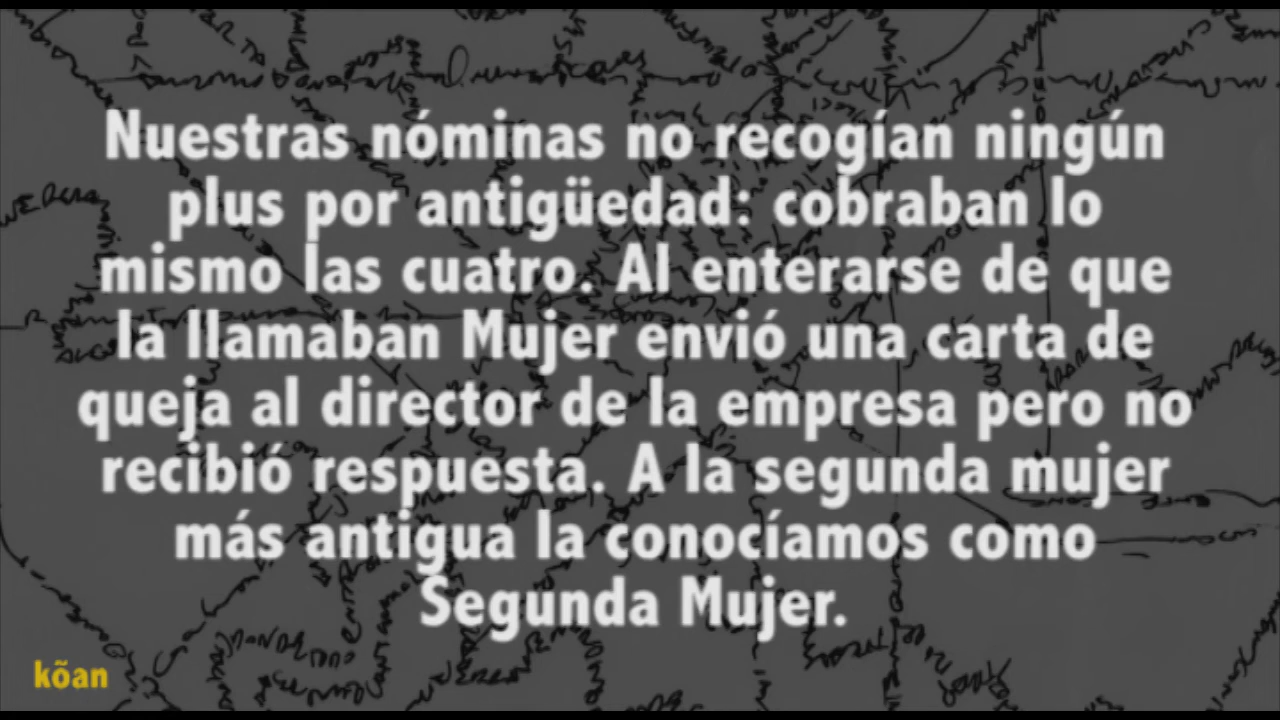 Nuestras nóminas no recogían ningún
plus por antigüedad: cobraban lo
mismo las cuatro. Al enterarse de que
la llamaban Mujer envió una carta de
queja al director de la empresa pero no
recibió respuesta. A la segunda mujer
más antigua la conocíamos como
Segunda Mujer.
kõan